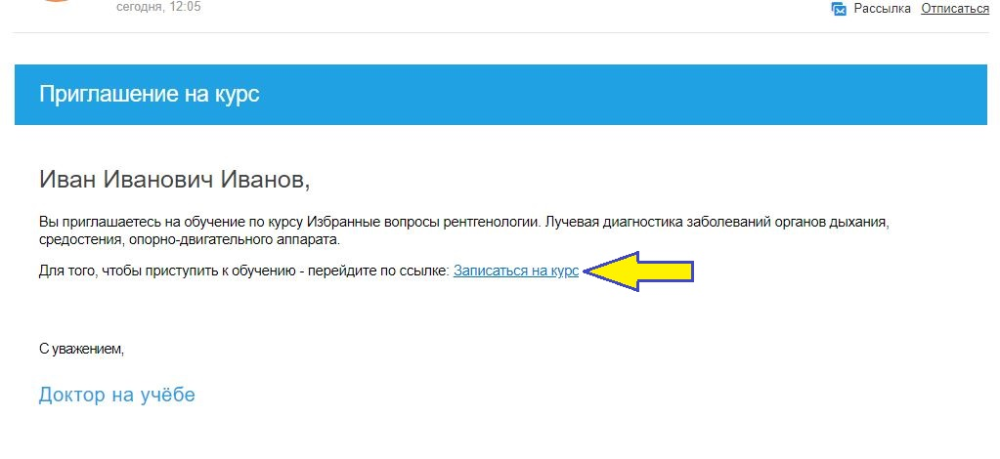 сегодня, 12:05
Рассылка Отписаться
Приглашение на курс
Иван Иванович Иванов,
Вы приглашаетесь на обучение по курсу Избранные вопросы рентгенологии. Лучевая диагностика заболеваний органов дыхания,
средостения, опорно-двигательного аппарата.
Для того, чтобы приступить к обучению - перейдите по ссылке: Записаться на курс
С уважением,
Доктор на учёбе